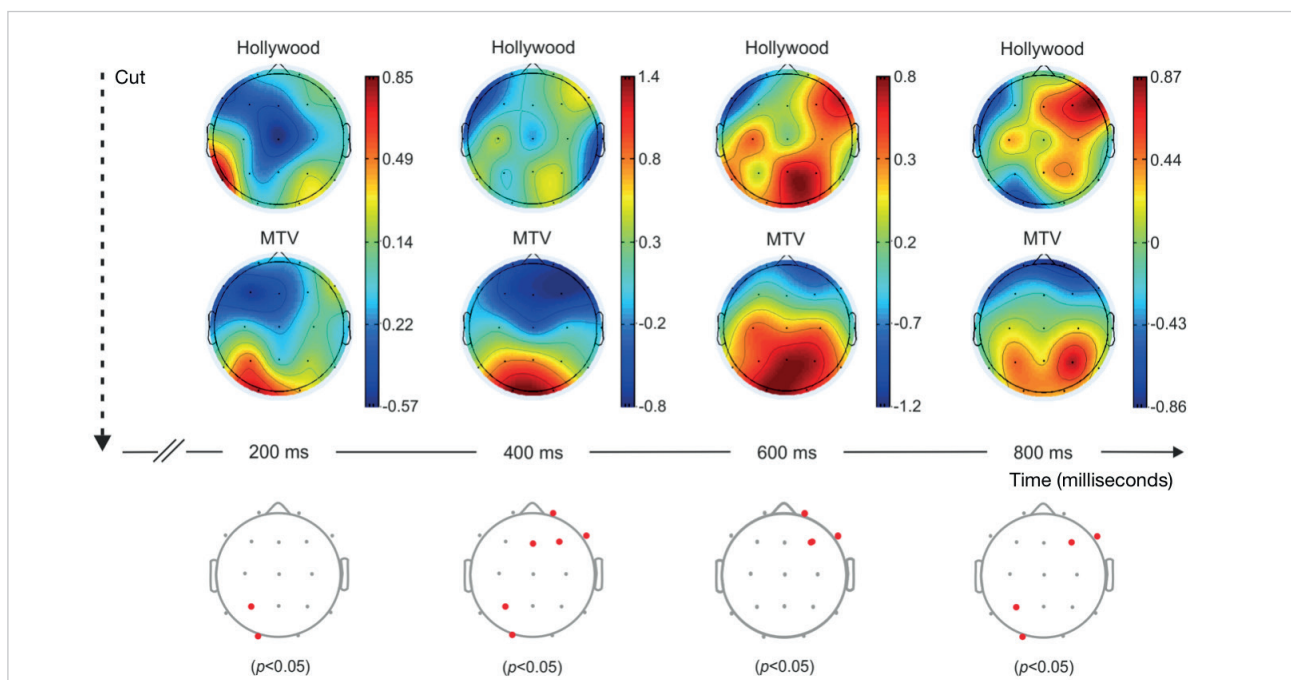 Hollywood Hollywood Hollywood Hollywood
Cut
0.85 1.4 0.8 0.87
0.49 0.8 0.3 0.44
0.14 0.3 0.2 0
MTV MTV MTV MTV
0.22 -0.2 -0.7 -0.43
-0.57 -0.8 -1.2 -0.86
200 ms 400 ms 600 ms 800 ms
Time (milliseconds)
(p<0.05) (p<0.05) (p<0.05) (p<0.05)